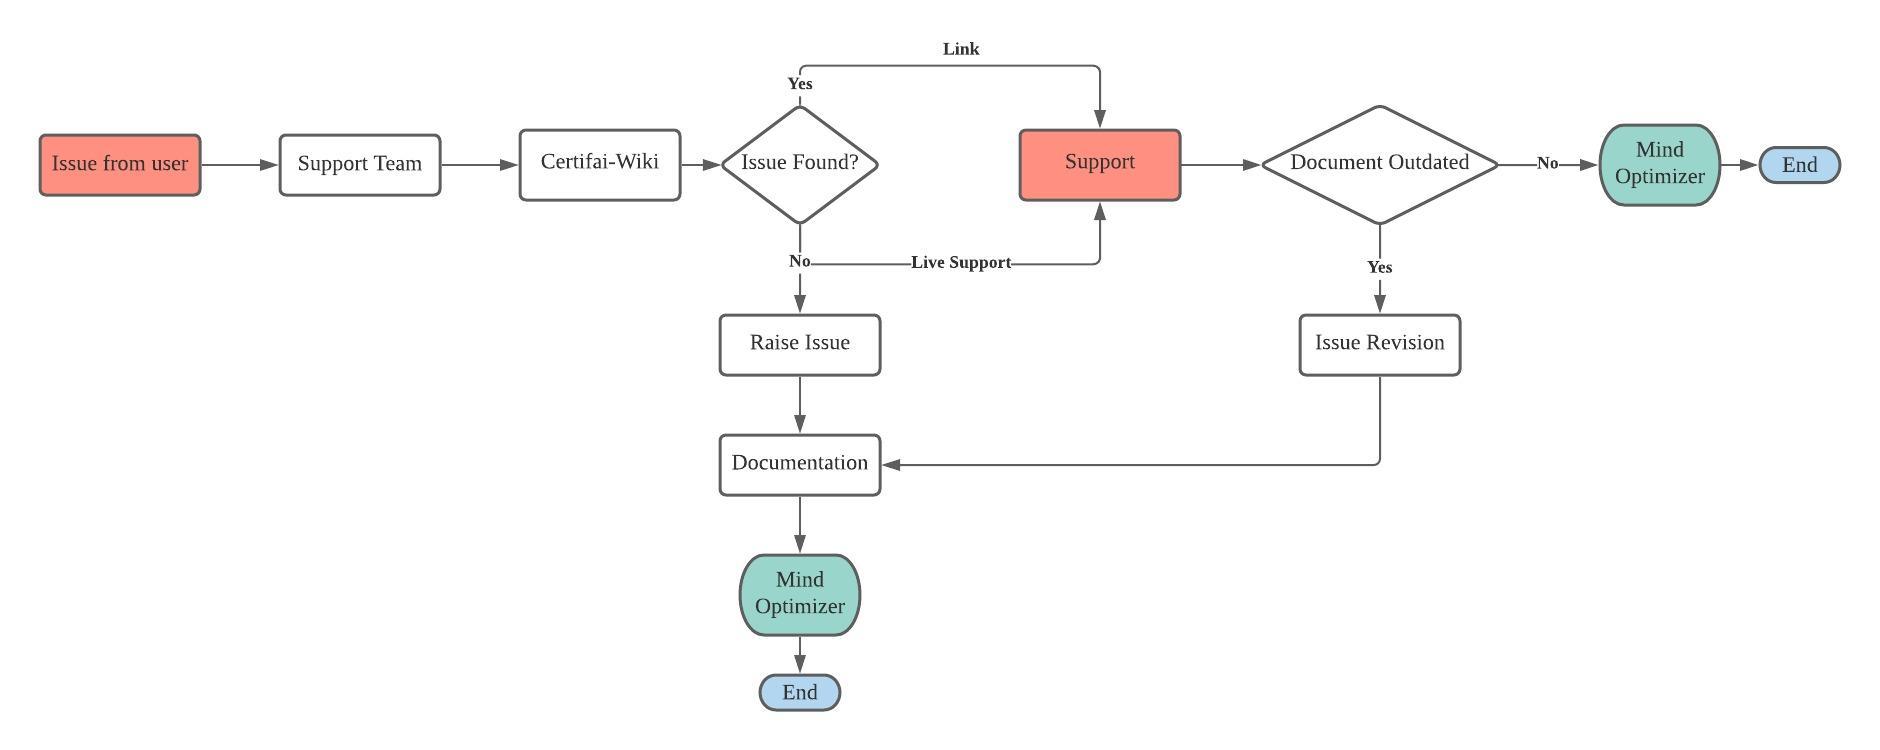 Link
Yes
Issue from user
Support Team
Certifai-Wiki
Issue Found?
Support
Document Outdated
No
Mind
Optimizer
End
No
Live Support
Yes
Raise Issue
Issue Revision
Documentation
Mind
Optimizer
End